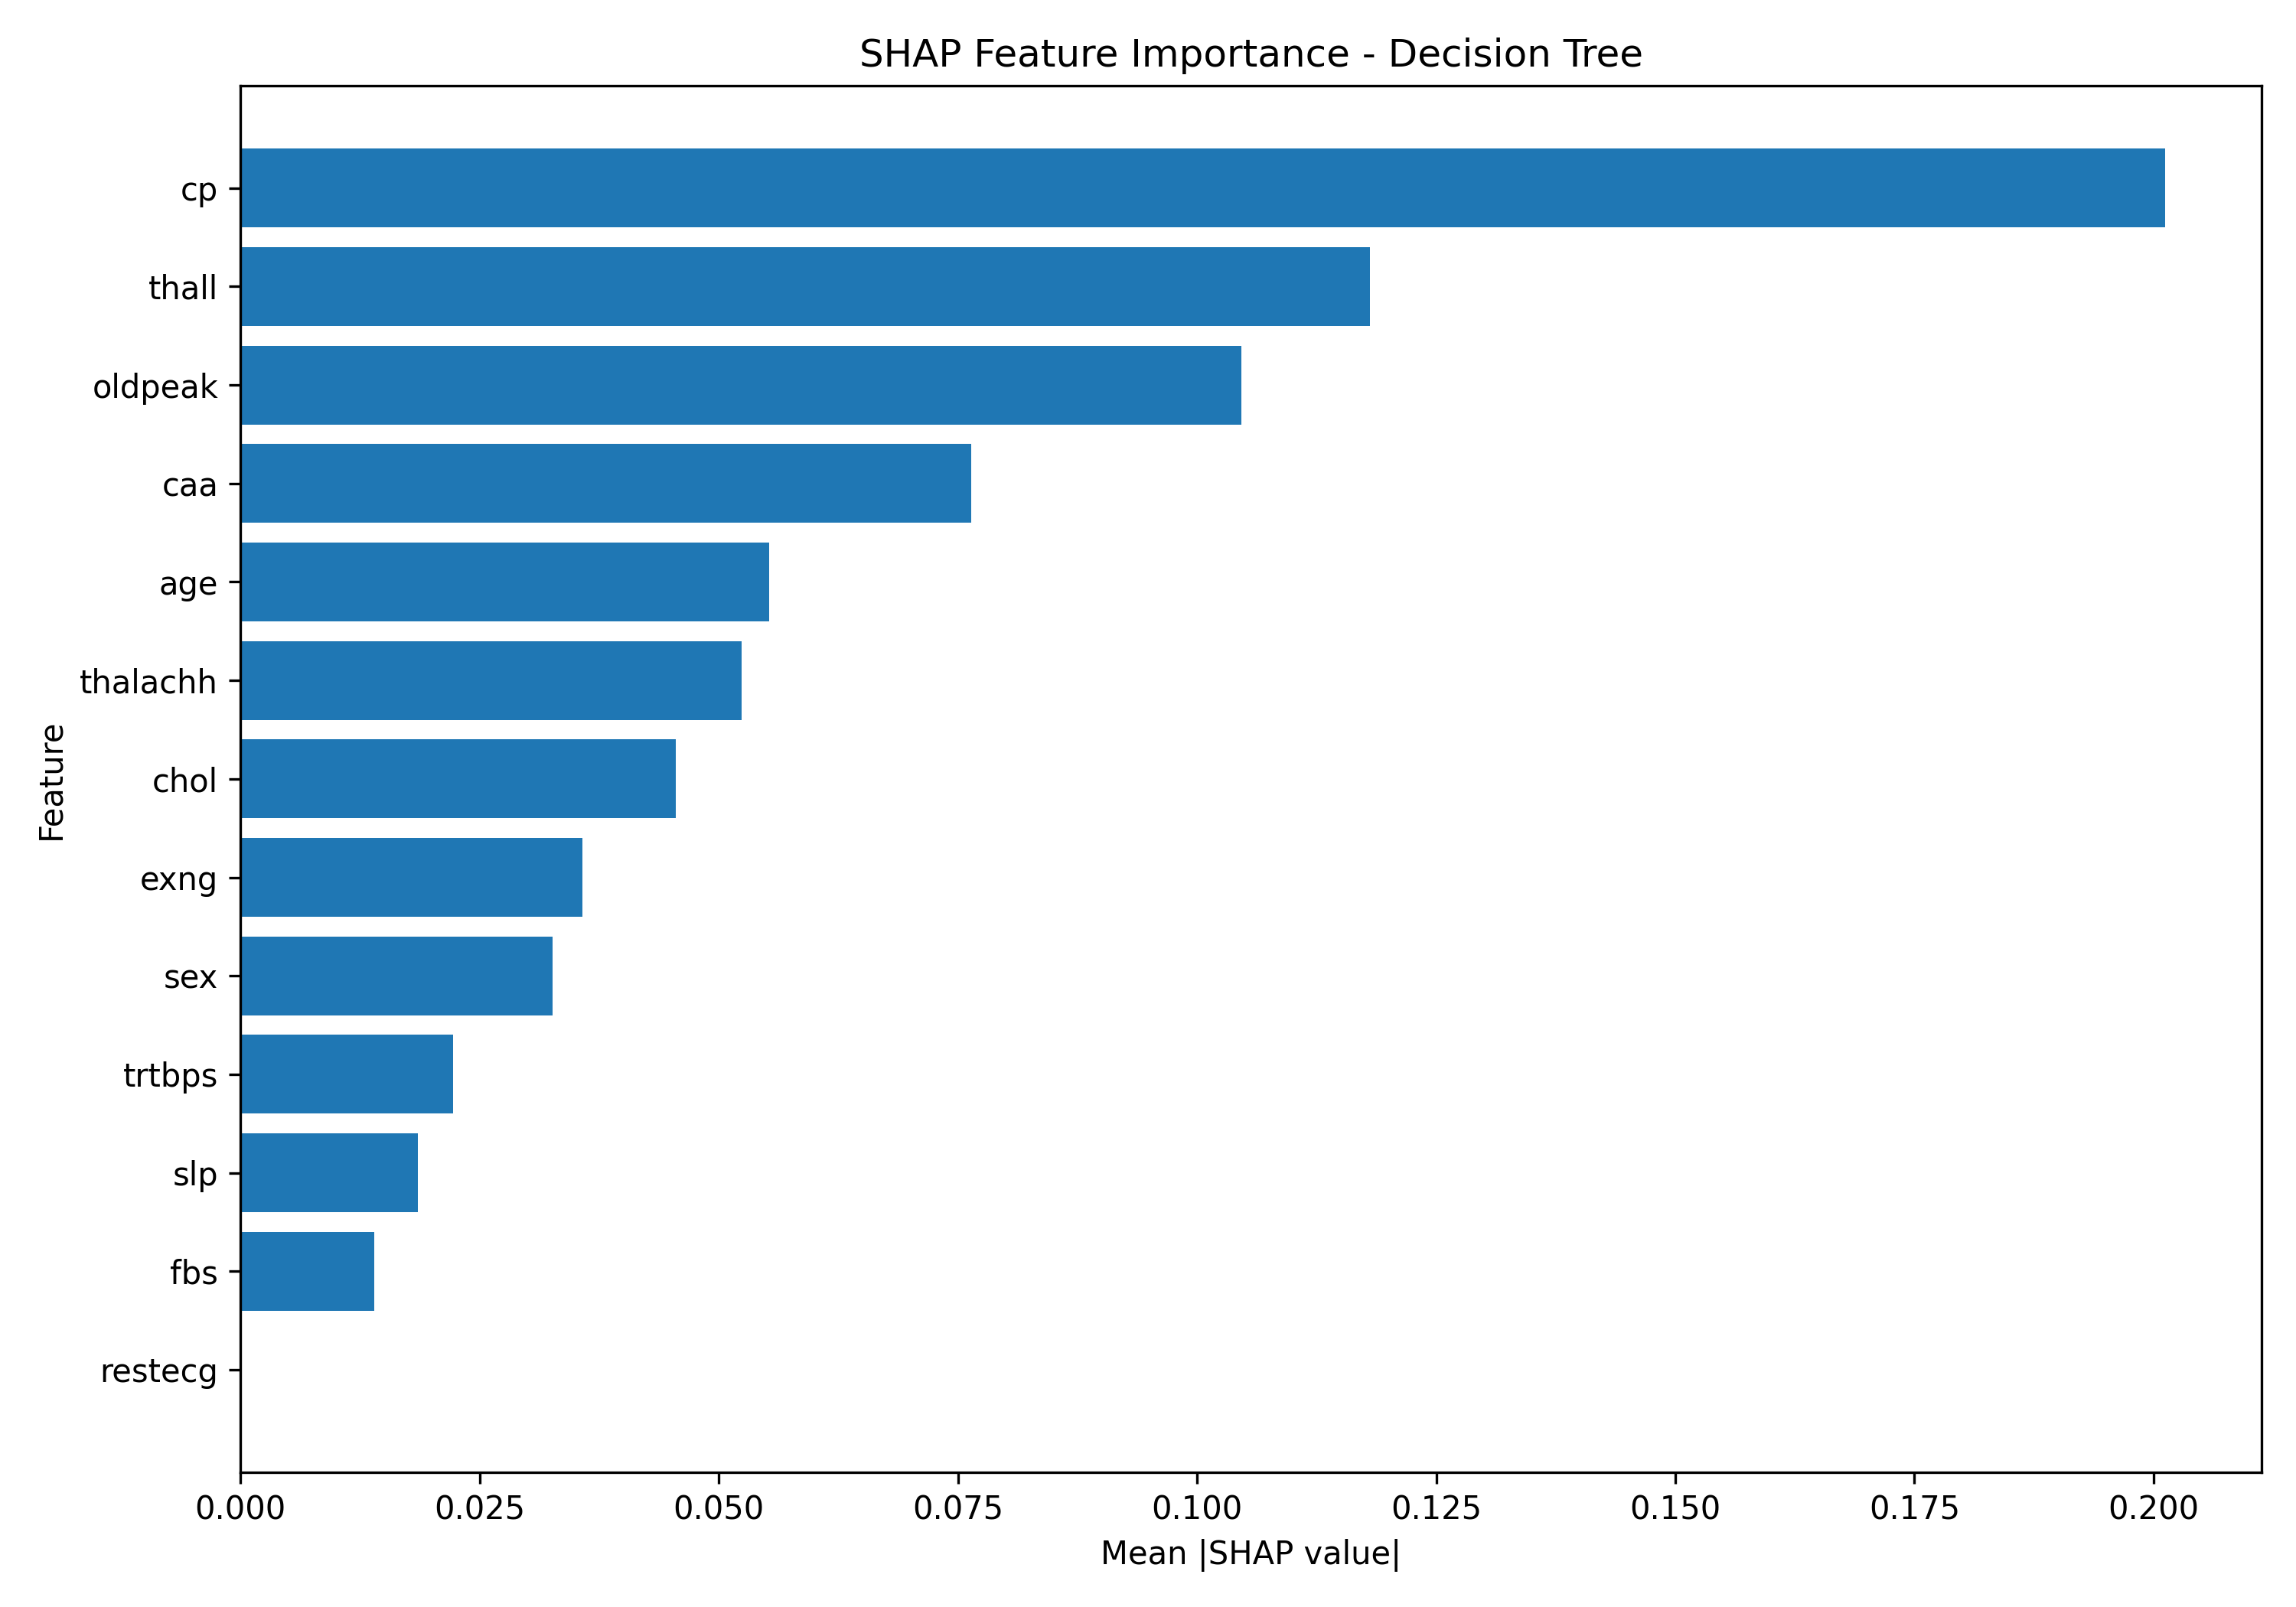 SHAP Feature Importance - Decision Tree
cp
thall
oldpeak
caa
age
thalachh
chol
exng
sex
trtbps
slp
fbs
restecg
Feature
0.000 0.025 0.050 0.075 0.100 0.125 0.150 0.175 0.200
Mean |SHAP value|